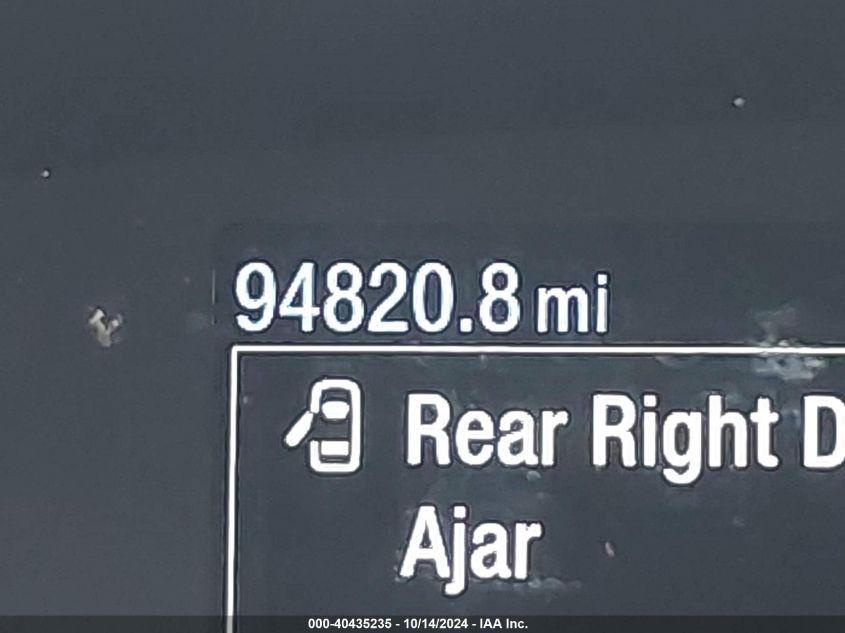 94820.8 mi
Rear Right D
Ajar
000-40435235 - 10/14/2024 - IAA Inc.